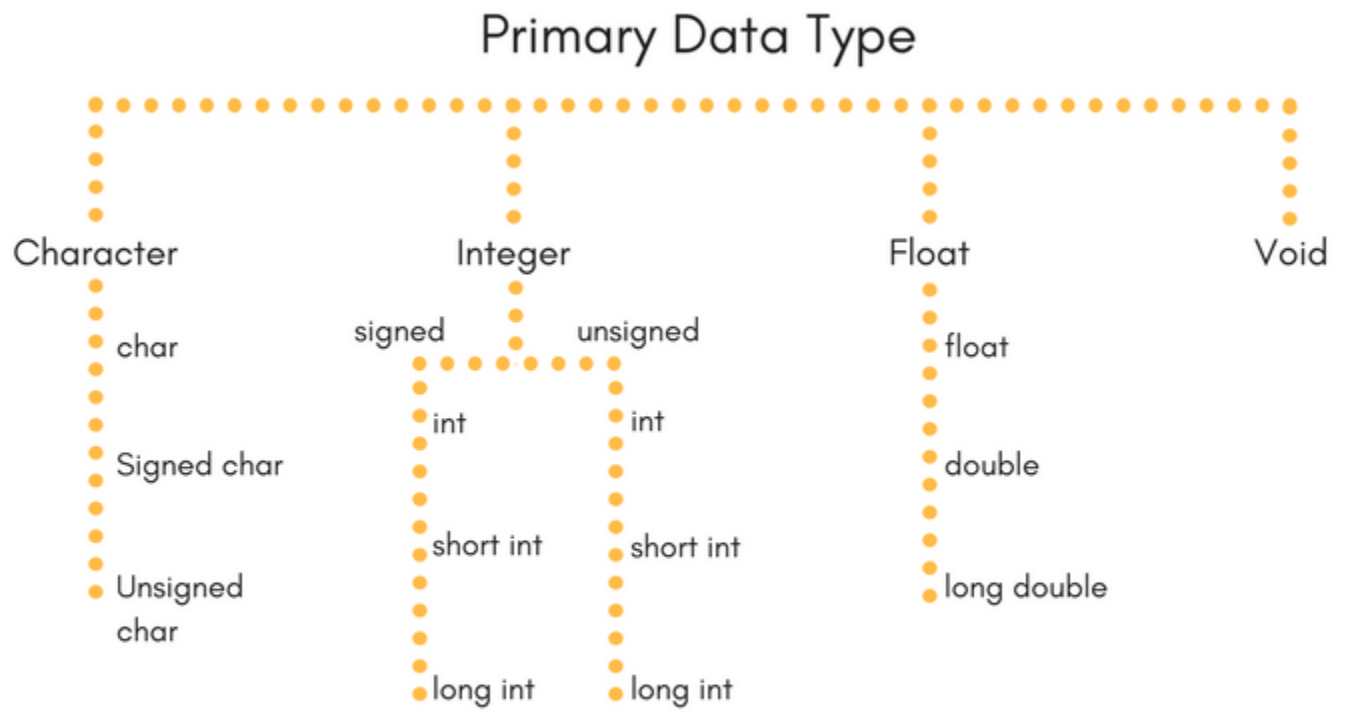 Primary Data Type
Character
Integer
Float
Void
char
Signed char
Unsigned
char
signed
unsigned
int
short int
long int
int
short int
long int
float
double
long double